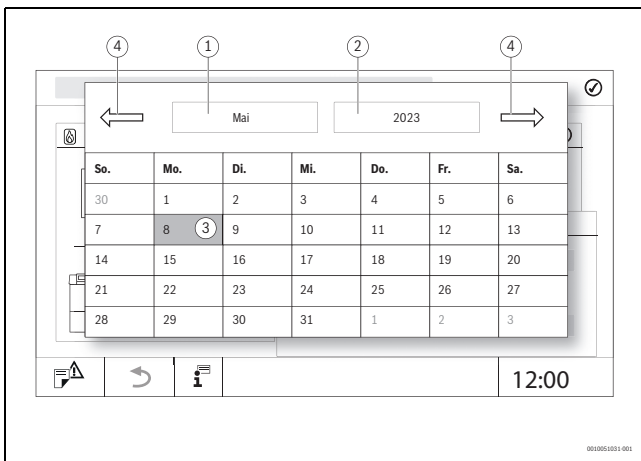 4 1 2 4
Mai 2023
So. Mo. Di. Mi. Do. Fr. Sa.
30 1 2 3 4 5 6
7 8 3 9 10 11 12 13
14 15 16 17 18 19 20
21 22 23 24 25 26 27
28 29 30 31 1 2 3
i 12:00
0010051031-001